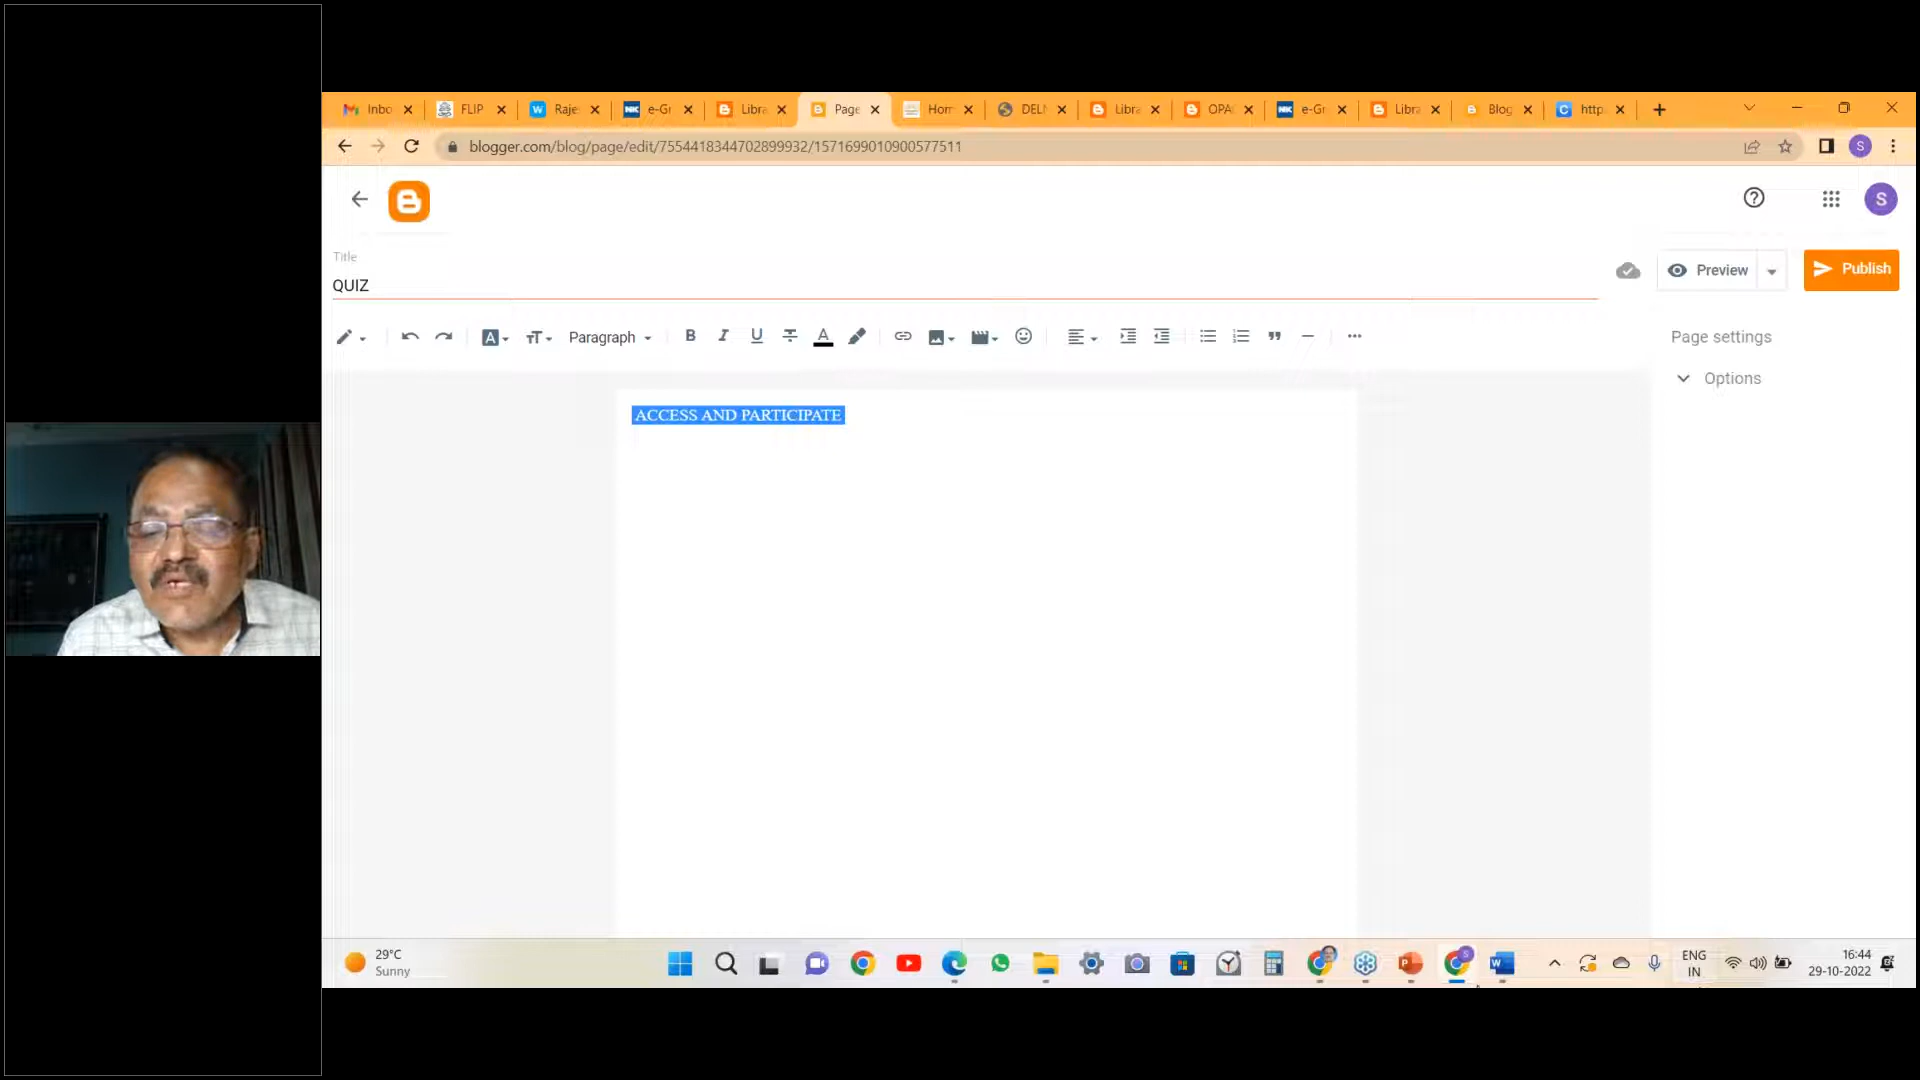 Inbo
FLIP
Raje
e-Gr
Libra
Page
Hom
DELN
Libra
OPAC
e-Gr
Libra
Blog
http
blogger.com/blog/page/edit/7554418344702899932/1571699010900577511
S
S
Title
QUIZ
Preview
Publish
Paragraph
Page settings
Options
ACCESS AND PARTICIPATE
29°C
Sunny
ENG
IN
16:44
29-10-2022